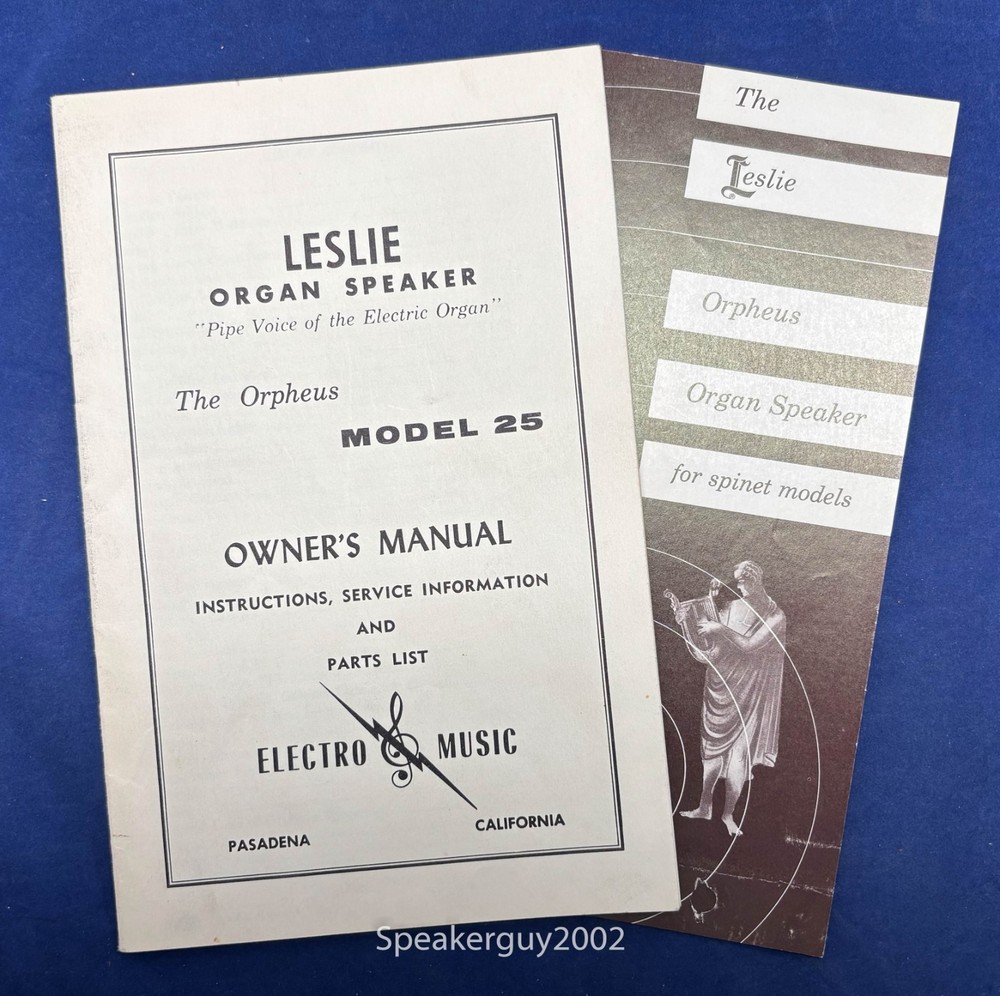 LESLIE
ORGAN SPEAKER
"Pipe Voice of the Electric Organ"
The Orpheus
MODEL 25
OWNER'S MANUAL
INSTRUCTIONS, SERVICE INFORMATION
AND
PARTS LIST
ELECTRO MUSIC
PASADENA
CALIFORNIA
The
Leslie
Orpheus
Organ Speaker
for spinet models
Speakerguy2002